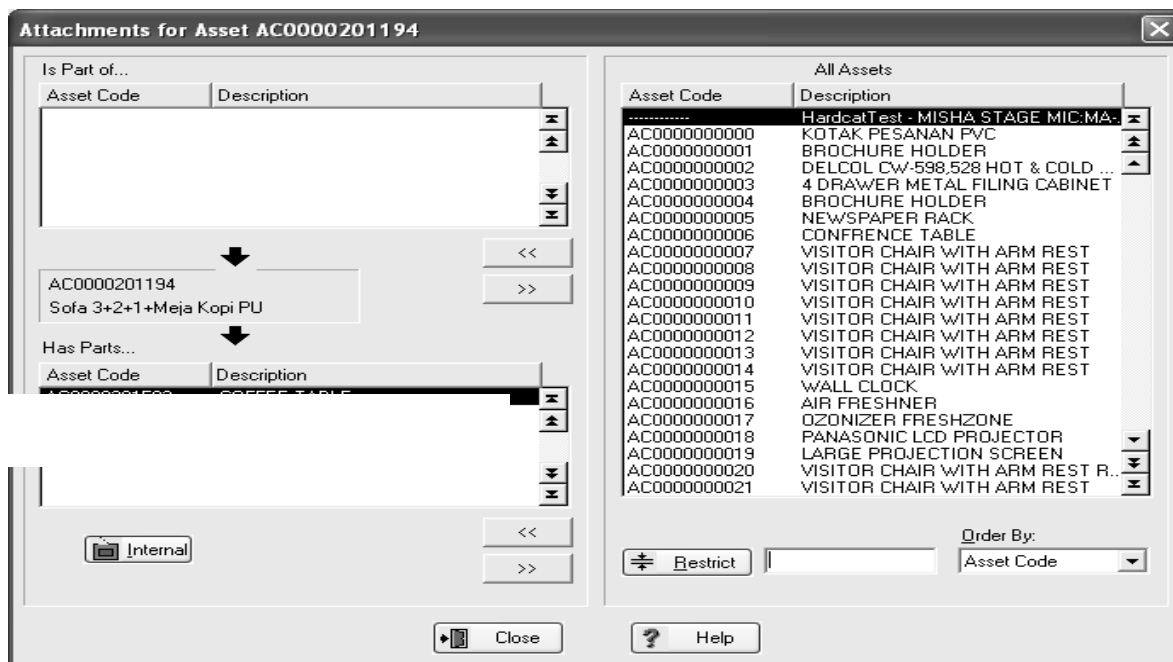 Attachments for Asset AC0000201194
Is Part of...
Asset Code Description
<<
>>
AC0000201194
Sofa 3+2+1+Meja Kopi PU
Has Parts...
Asset Code Description
COFFEE TABLE
Internal
<<
>>
All Assets
Asset Code Description
------------ HardcatTest - MISHA STAGE MIC:MA-.
AC0000000000 KOTAK PESANAN PVC
AC0000000001 BROCHURE HOLDER
AC0000000002 DELCOL CW-598,528 HOT & COLD ...
AC0000000003 4 DRAWER METAL FILING CABINET
AC0000000004 BROCHURE HOLDER
AC0000000005 NEWSPAPER RACK
AC0000000006 CONFRENCE TABLE
AC0000000007 VISITOR CHAIR WITH ARM REST
AC0000000008 VISITOR CHAIR WITH ARM REST
AC0000000009 VISITOR CHAIR WITH ARM REST
AC0000000010 VISITOR CHAIR WITH ARM REST
AC0000000011 VISITOR CHAIR WITH ARM REST
AC0000000012 VISITOR CHAIR WITH ARM REST
AC0000000013 VISITOR CHAIR WITH ARM REST
AC0000000014 VISITOR CHAIR WITH ARM REST
AC0000000015 WALL CLOCK
AC0000000016 AIR FRESHNER
AC0000000017 OZONIZER FRESHZONE
AC0000000018 PANASONIC LCD PROJECTOR
AC0000000019 LARGE PROJECTION SCREEN
AC0000000020 VISITOR CHAIR WITH ARM REST R...
AC0000000021 VISITOR CHAIR WITH ARM REST
Order By:
Restrict Asset Code
Close Help